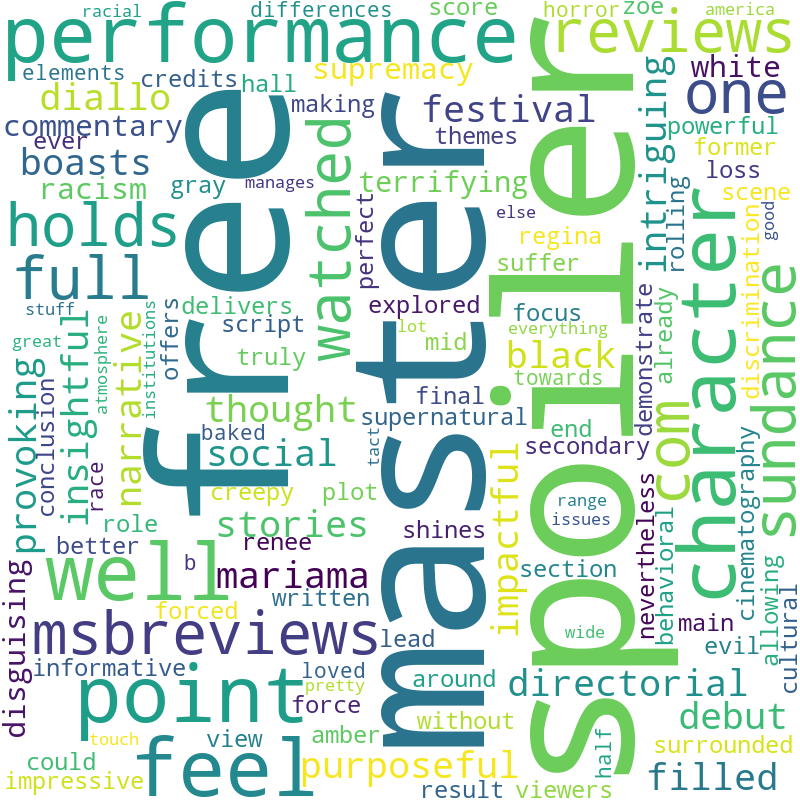 racial
differences
score
horror
zoe
america
performance
reviews
elements
credits
hall
supremacy
white
diallo
making
festival
one
commentary
themes
powerful
ever
boasts
former
racism
gray
manages
terrifying
loss
scene
holds
watched
perfect
else
regina
intriguing
rolling
good
full
free
master
spoiler
suffer
character
sundance
discrimination
stuff
delivers
explored
focus
script
lot
everything
great
insightful
atmosphere
narrative
institutions
offers
truly
mid
black
demonstrate
already
provoking
conclusion
race
thought
final
towards
supernatural
com
baked
social
tact
end
secondary
cinematography
creepy
plot
impactful
range
issues
role
stories
shines
nevertheless
behavioral
better
renee
well
b
mariama
section
allowing
cultural
disguising
forced
written
main
msbreviews
lead
wide
evil
informative
loved
around
directorial
point
pretty
force
without
debut
touch
view
amber
half
surrounded
feel
could
purposeful
filled
impressive
result
viewers